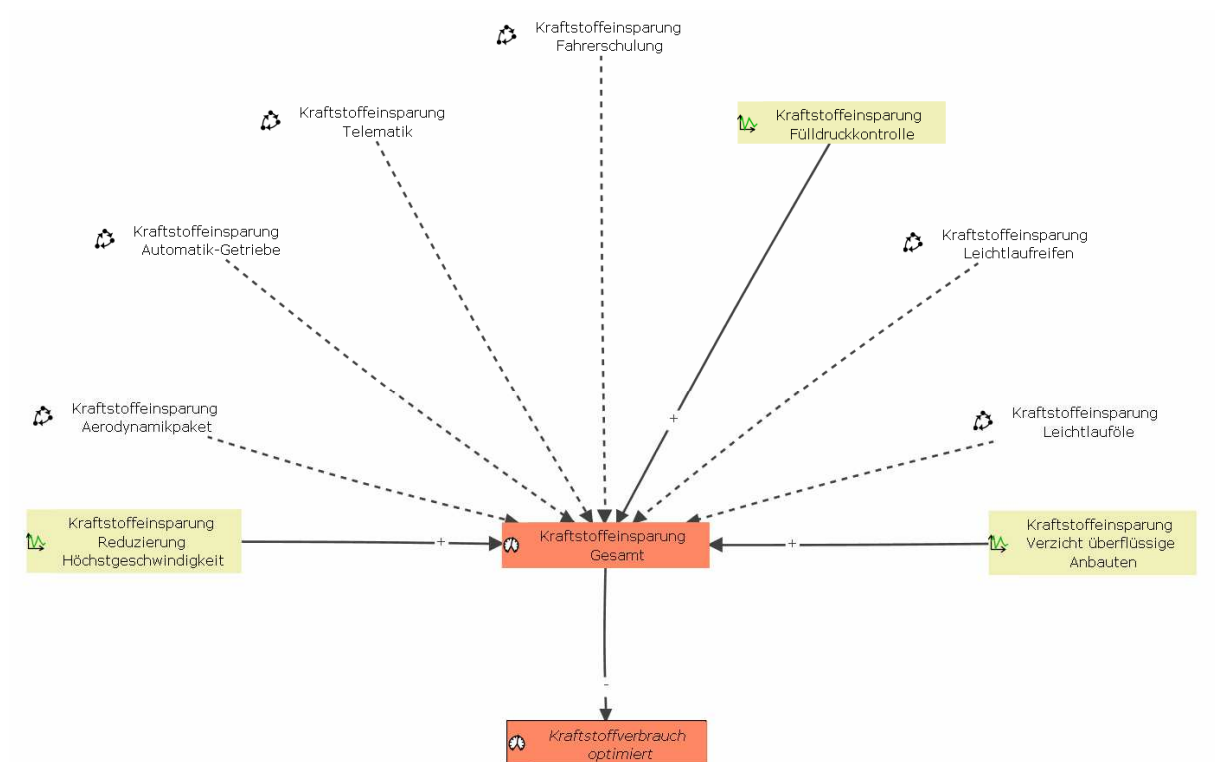 Kraftstoffeinsparung
Fahrerschulung
Kraftstoffeinsparung
Telematik
Kraftstoffeinsparung
Fülldruckkontrolle
Kraftstoffeinsparung
Automatik-Getriebe
Kraftstoffeinsparung
Leichtlaufreifen
Kraftstoffeinsparung
Aerodynamikpaket
+
Kraftstoffeinsparung
Leichtlauföle
Kraftstoffeinsparung
Reduzierung
Höchstgeschwindigkeit
+
Kraftstoffeinsparung
Gesamt
+
Kraftstoffeinsparung
Verzicht überflüssige
Anbauten
-
Kraftstoffverbrauch
optimiert